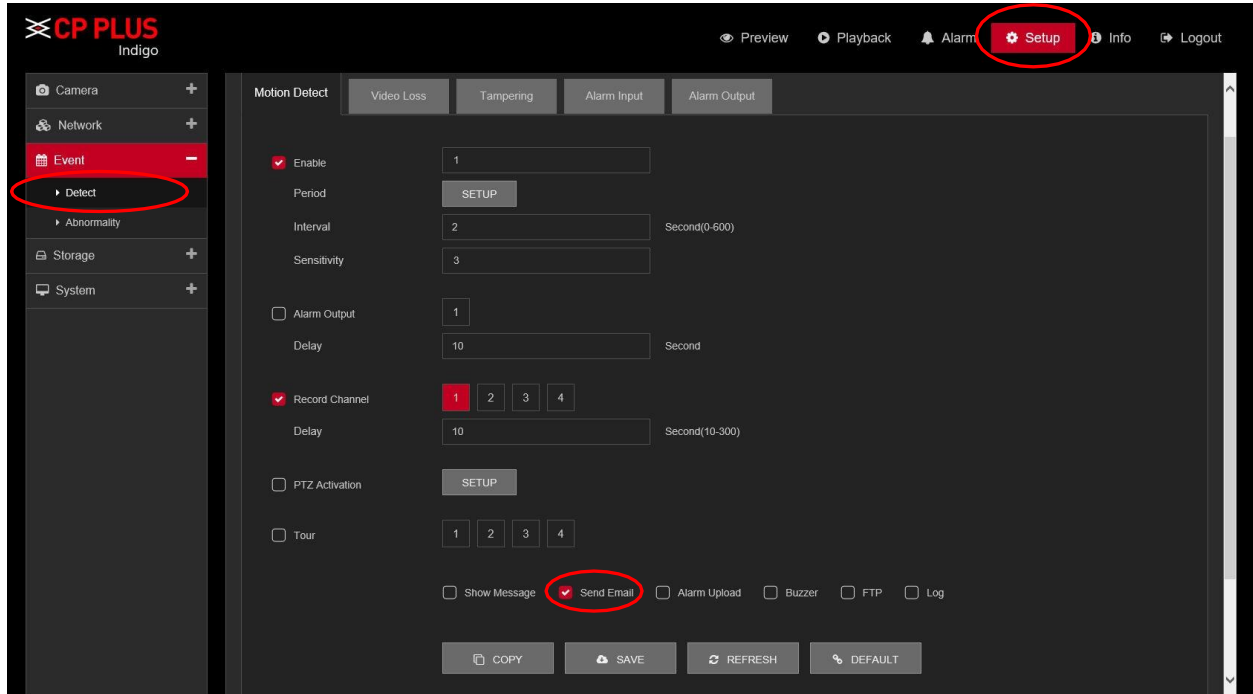 CP PLUS
Indigo
Preview Playback Alarm Setup Info Logout
Camera
Network
Event
Detect
Abnormality
Storage
System
Motion Detect Video Loss Tampering Alarm Input Alarm Output
Enable 1
Period SETUP
Interval 2 Second(0-600)
Sensitivity 3
Alarm Output 1
Delay 10 Second
Record Channel 1 2 3 4
Delay 10 Second(10-300)
PTZ Activation SETUP
Tour 1 2 3 4
Show Message Send Email Alarm Upload Buzzer FTP Log
COPY SAVE REFRESH DEFAULT